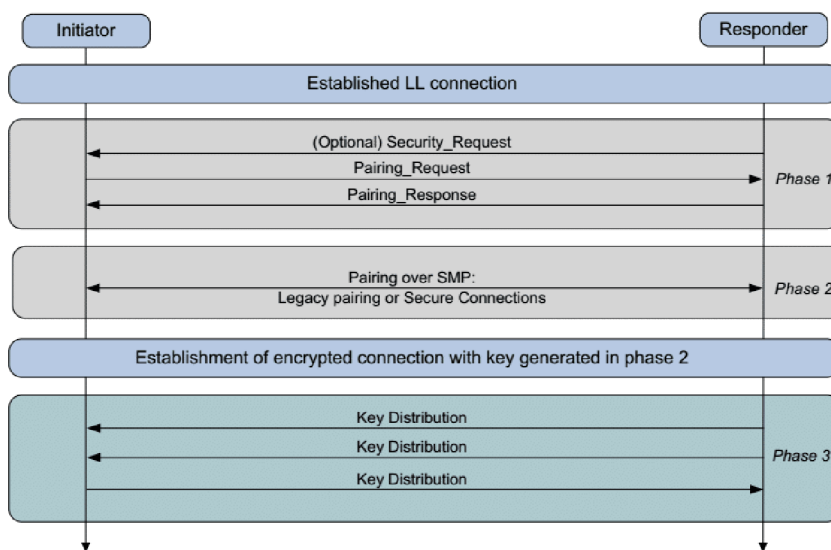 Initiator
Responder
Established LL connection
(Optional) Security_Request
Pairing_Request
Phase 1
Pairing_Response
Pairing over SMP:
Phase 2
Legacy pairing or Secure Connections
Establishment of encrypted connection with key generated in phase 2
Key Distribution
Key Distribution
Phase 3
Key Distribution